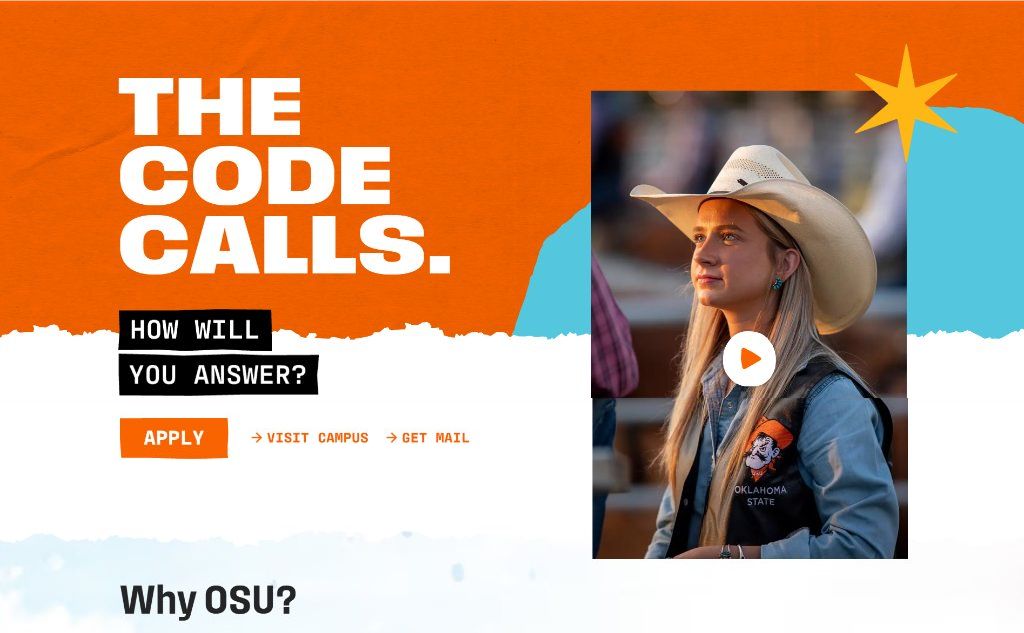 THE
CODE
CALLS.
HOW WILL
YOU ANSWER?
APPLY
→ VISIT CAMPUS → GET MAIL
OKLAHOMA
STATE
Why OSU?